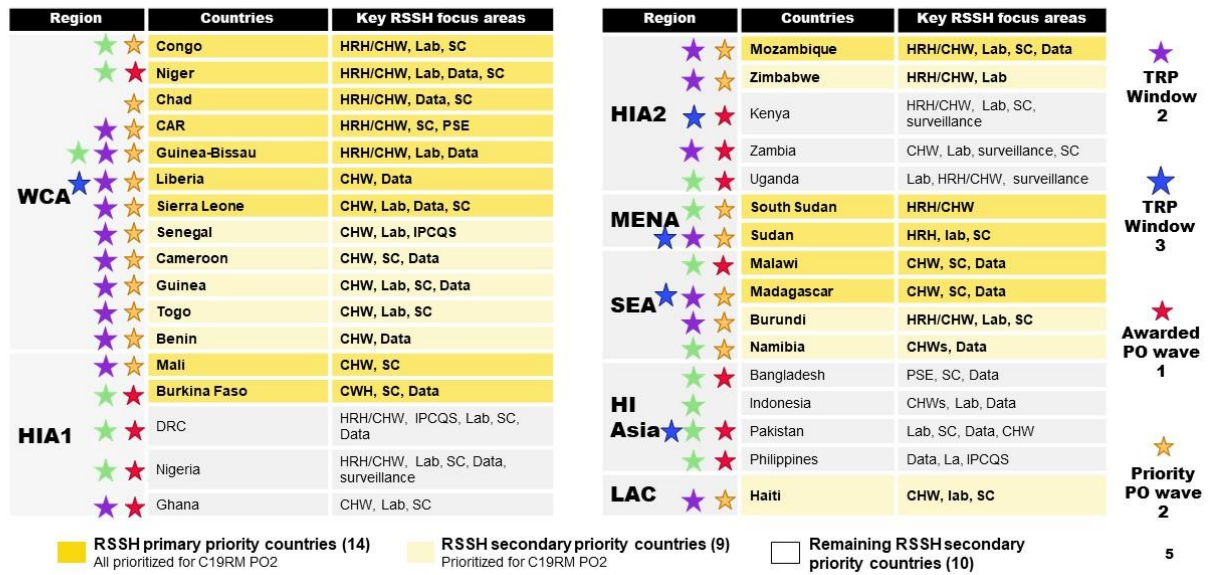 Region Countries Key RSSH focus areas
WCA
Congo HRH/CHW, Lab, SC
Niger HRH/CHW, Lab, Data, SC
Chad HRH/CHW, Data, SC
CAR HRH/CHW, SC, PSE
Guinea-Bissau HRH/CHW, Lab, Data
Liberia CHW, Data
Sierra Leone CHW, Lab, Data, SC
Senegal CHW, Lab, IPCQS
Cameroon CHW, SC, Data
Guinea CHW, Lab, SC, Data
Togo CHW, Lab, SC
Benin CHW, Data
HIA1
Mali CHW, SC
Burkina Faso CWH, SC, Data
DRC HRH/CHW, IPCQS, Lab, SC,
Data
Nigeria HRH/CHW, Lab, SC, Data,
surveillance
Ghana CHW, Lab, SC
Region Countries Key RSSH focus areas
HIA2
Mozambique HRH/CHW, Lab, SC, Data
Zimbabwe HRH/CHW, Lab
Kenya HRH/CHW, Lab, SC,
surveillance
Zambia CHW, Lab, surveillance, SC
Uganda Lab, HRH/CHW, surveillance
MENA
South Sudan HRH/CHW
Sudan HRH, lab, SC
SEA
Malawi CHW, SC, Data
Madagascar CHW, SC, Data
Burundi HRH/CHW, Lab, SC
Namibia CHWs, Data
HI
Asia
Bangladesh PSE, SC, Data
Indonesia CHWs, Lab, Data
Pakistan Lab, SC, Data, CHW
Philippines Data, La, IPCQS
LAC
Haiti CHW, lab, SC
TRP
Window
2
TRP
Window
3
Awarded
PO wave
1
Priority
PO wave
2
RSSH primary priority countries (14)
All prioritized for C19RM PO2
RSSH secondary priority countries (9)
Prioritized for C19RM PO2
Remaining RSSH secondary
priority countries (10)
5